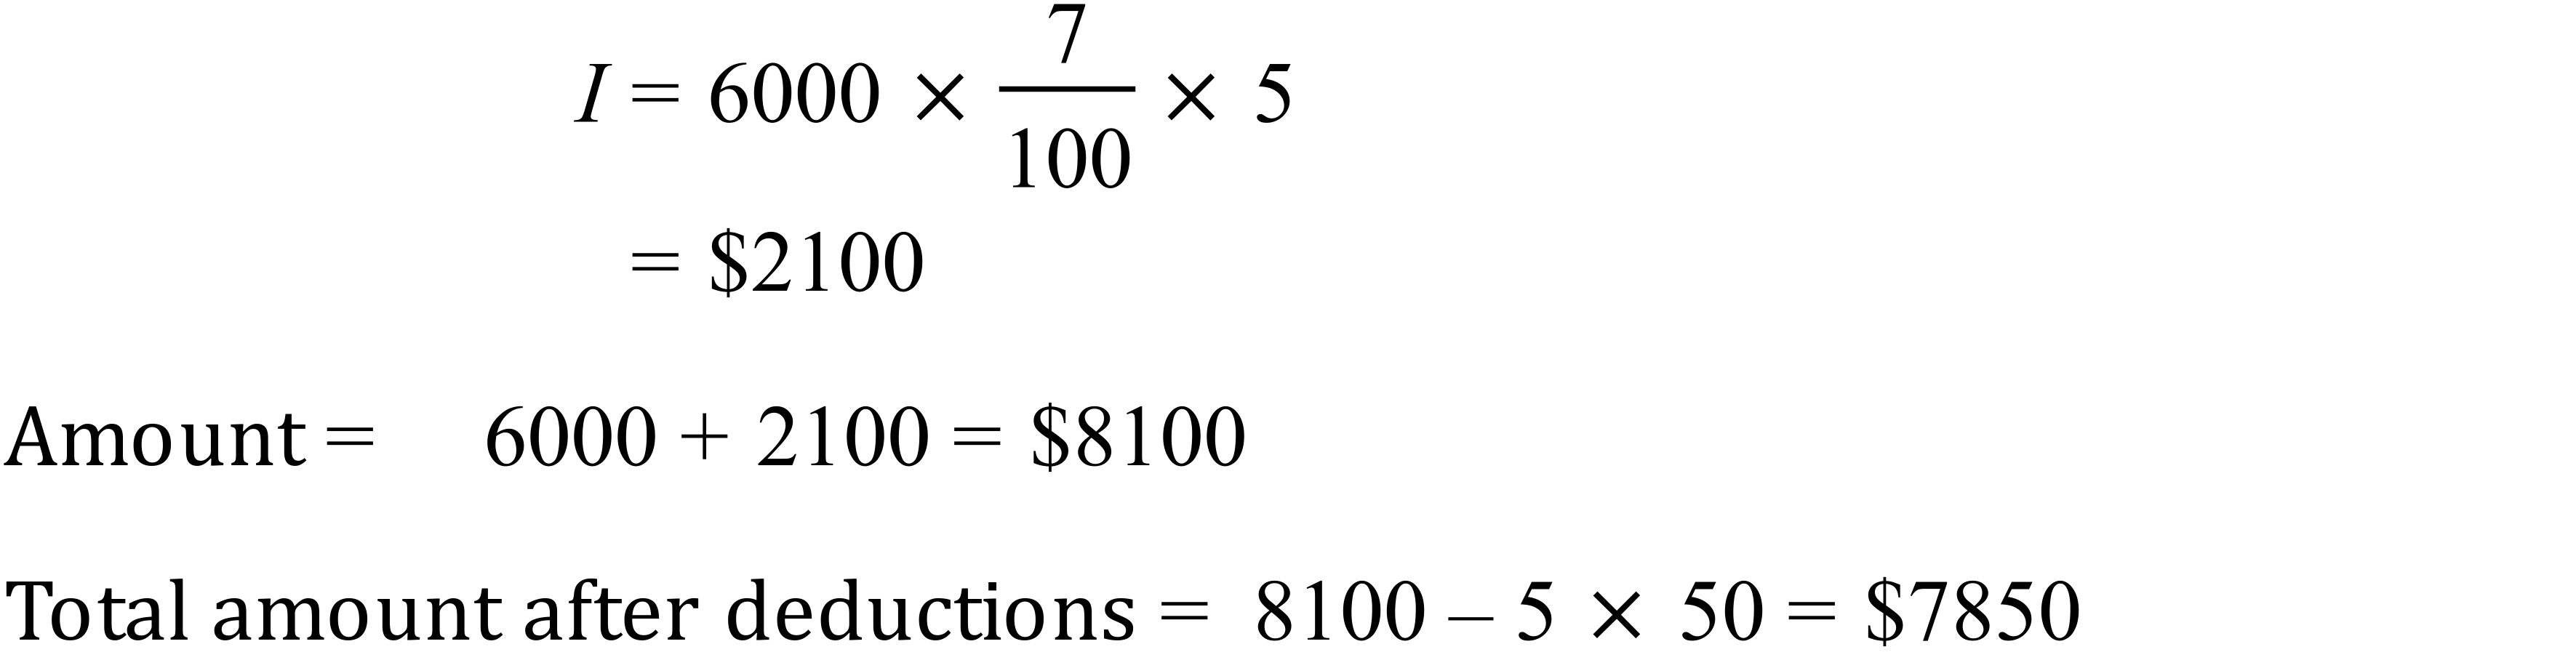 I = 6000 × 7/100 × 5
= $2100
Amount = 6000 + 2100 = $8100
Total amount after deductions = 8100 – 5 × 50 = $7850